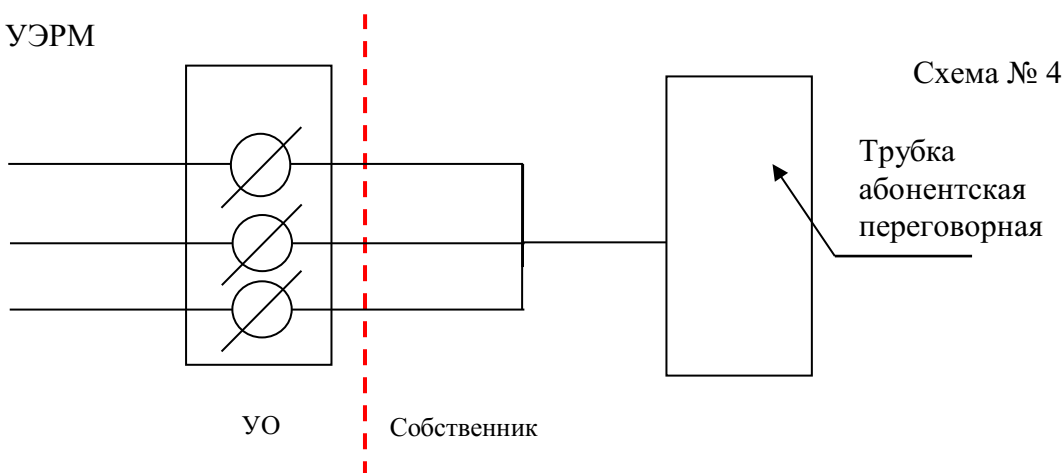 УЭРМ
Схема № 4
Трубка
абонентская
переговорная
УО
Собственник